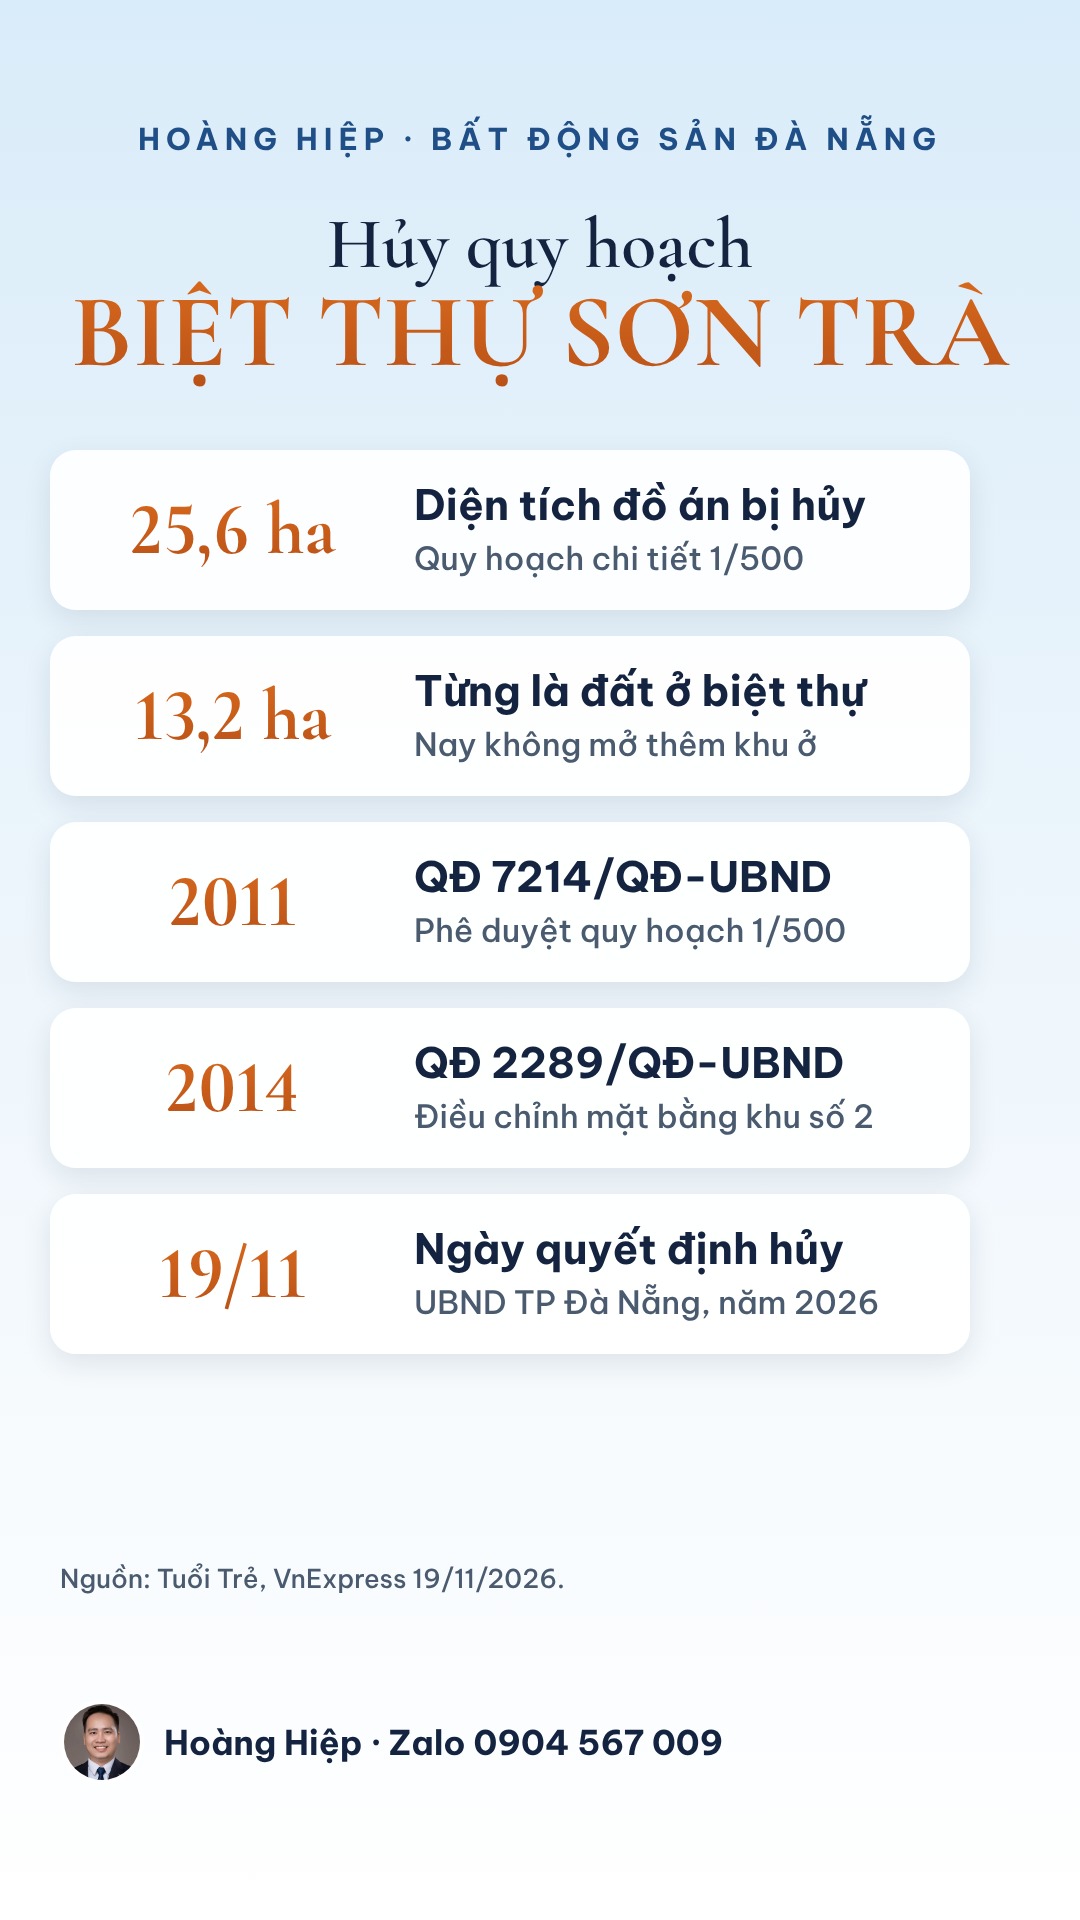 HOÀNG HIỆP · BẤT ĐỘNG SẢN ĐÀ NẴNG
Hủy quy hoạch
BIỆT THỰ SƠN TRÀ
25,6 ha
Diện tích đồ án bị hủy
Quy hoạch chi tiết 1/500
13,2 ha
Từng là đất ở biệt thự
Nay không mở thêm khu ở
2011
QĐ 7214/QĐ-UBND
Phê duyệt quy hoạch 1/500
2014
QĐ 2289/QĐ-UBND
Điều chỉnh mặt bằng khu số 2
19/11
Ngày quyết định hủy
UBND TP Đà Nẵng, năm 2026
Nguồn: Tuổi Trẻ, VnExpress 19/11/2026.
Hoàng Hiệp · Zalo 0904 567 009